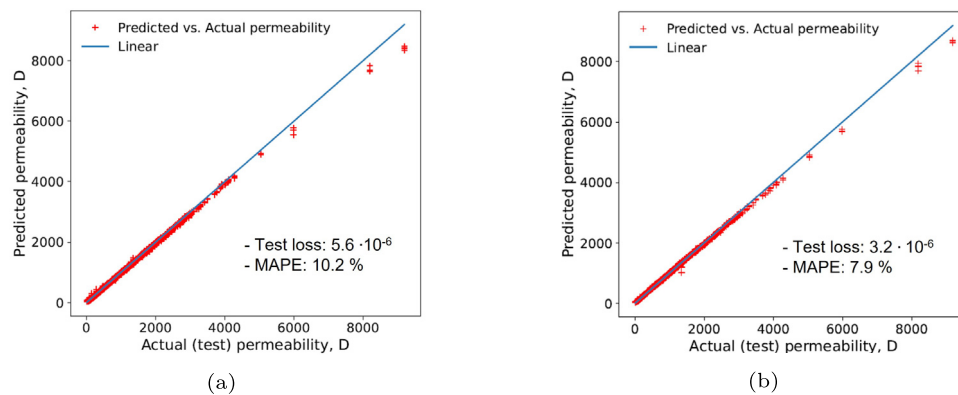 Predicted vs. Actual permeability
Linear
8000
6000
4000
2000
0
Predicted permeability, D
- Test loss: 5.6 ·10-6
- MAPE: 10.2 %
0 2000 4000 6000 8000
Actual (test) permeability, D
(a)
Predicted vs. Actual permeability
Linear
8000
6000
4000
2000
0
Predicted permeability, D
- Test loss: 3.2 · 10-6
- MAPE: 7.9 %
0 2000 4000 6000 8000
Actual (test) permeability, D
(b)